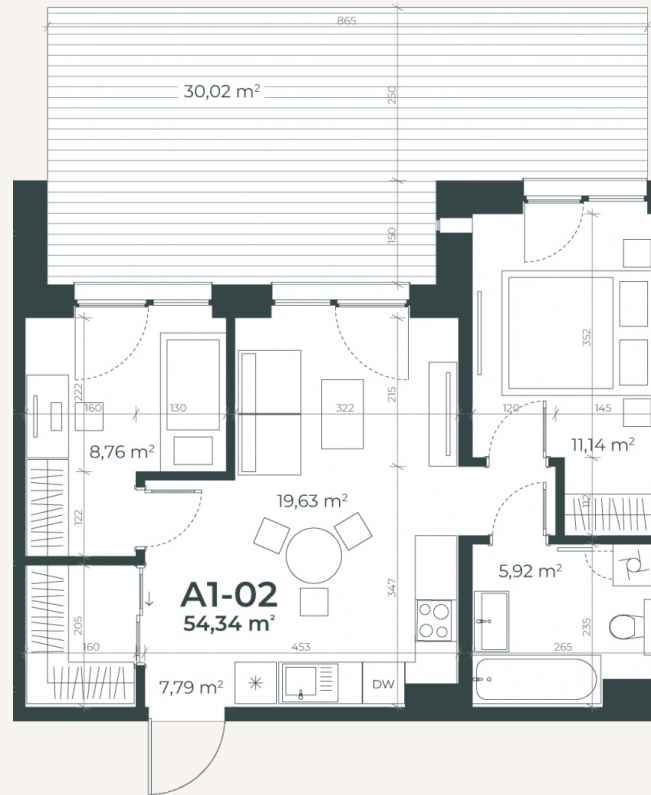 865
30,02 m²
250
150
222
160
130
8,76 m²
122
322
215
19,63 m²
347
352
120
145
11,14 m²
112
A1-02
54,34 m²
205
160
453
7,79 m²
DW
5,92 m²
235
265